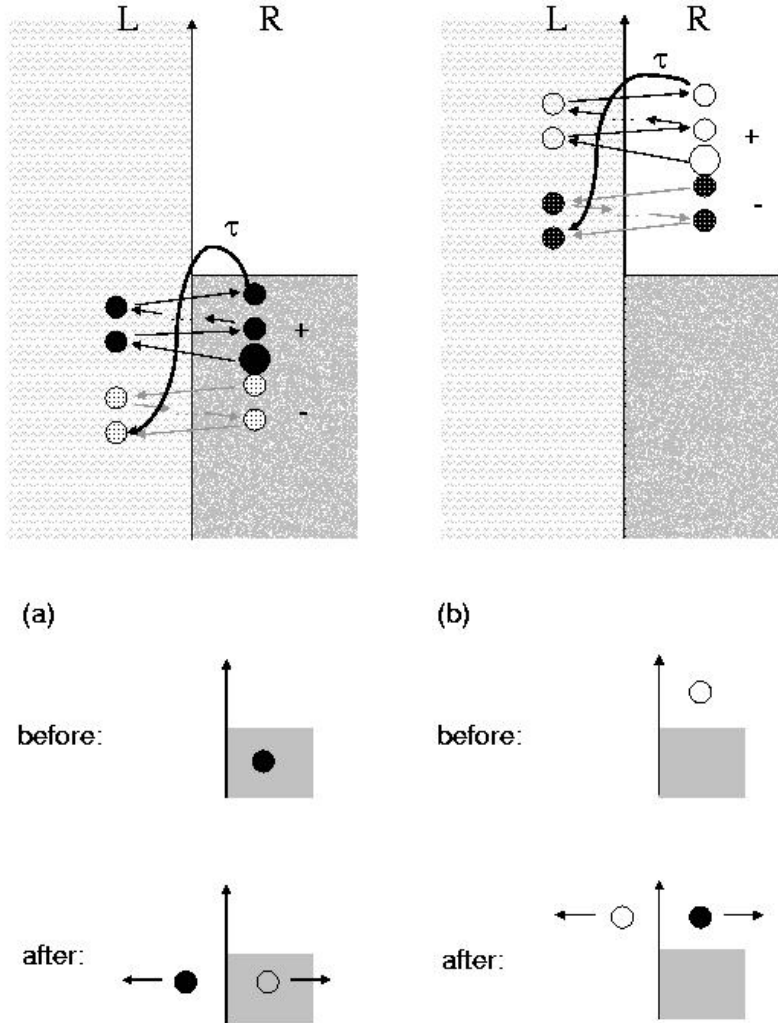 L R
τ
+
-
L R
τ
+
-
(a)
(b)
before:
before:
after:
after: